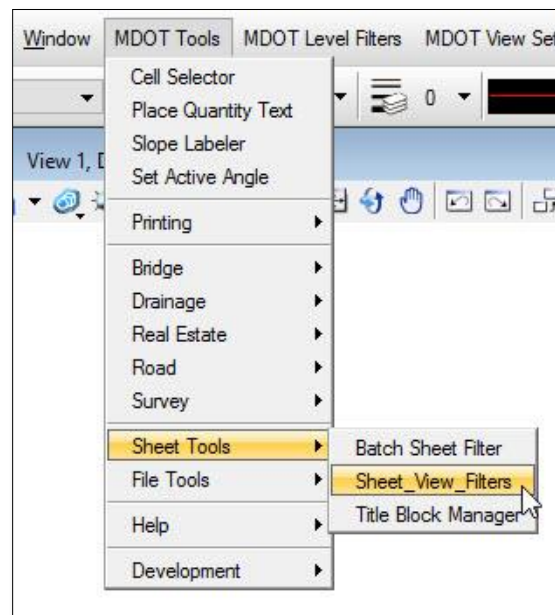 Window MDOT Tools MDOT Level Filters MDOT View Set
Cell Selector
Place Quantity Text
0
Slope Labeler
View 1, D
Set Active Angle
Printing
Bridge
Drainage
Real Estate
Road
Survey
Sheet Tools
Batch Sheet Filter
File Tools
Sheet_View_Filters
Title Block Manager
Help
Development